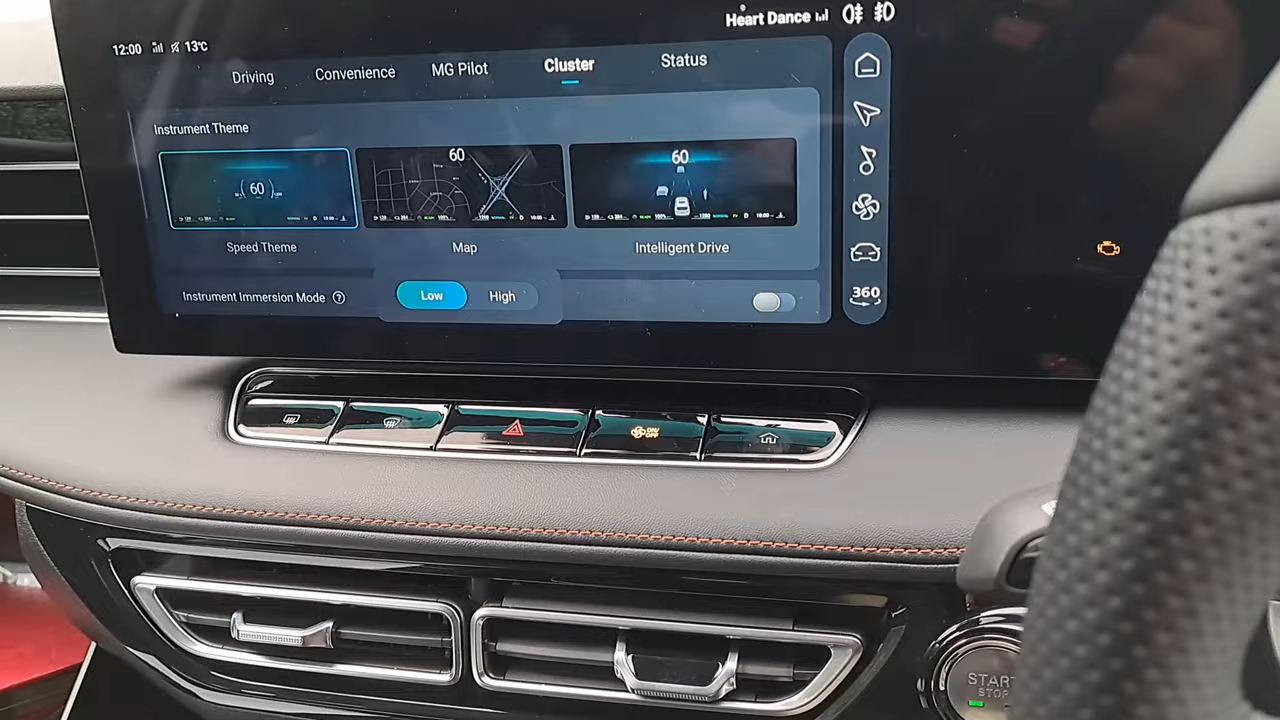 Heart Dance
12:00 13°C
Driving Convenience MG Pilot Cluster Status
Instrument Theme
60 60 60
Speed Theme Map Intelligent Drive
Instrument Immersion Mode ? Low High
360
ON/
OFF
START
STOP